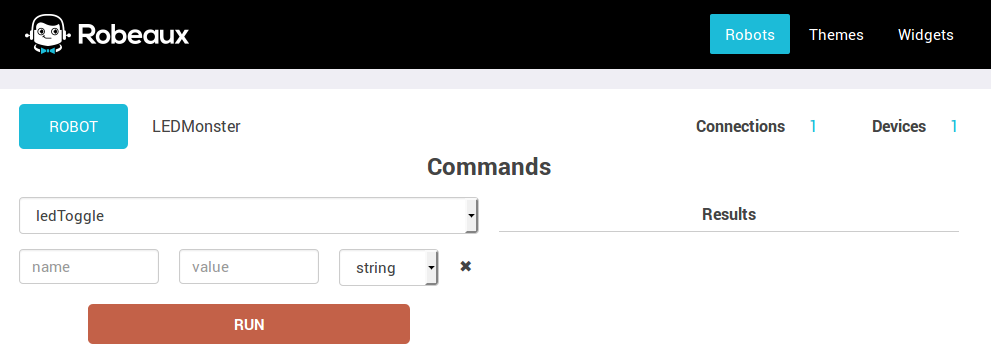 Robeaux
Robots Themes Widgets
ROBOT LEDMonster Connections 1 Devices 1
Commands
ledToggle
Results
name value string ✖
RUN